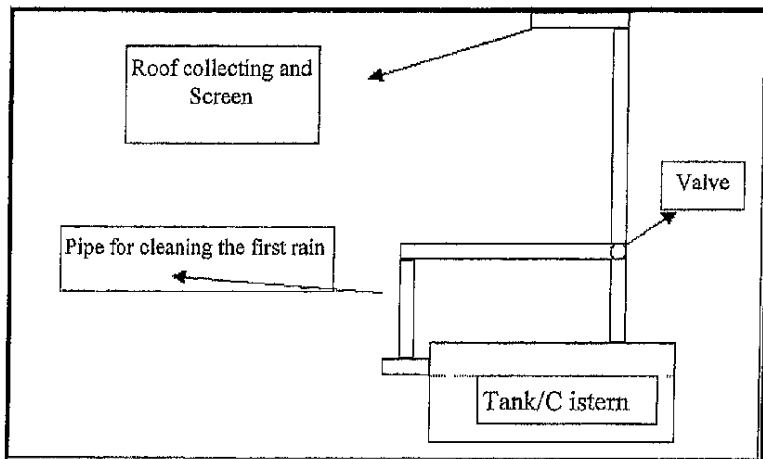 Roof collecting and
Screen
Valve
Pipe for cleaning the first rain
Tank/C istern